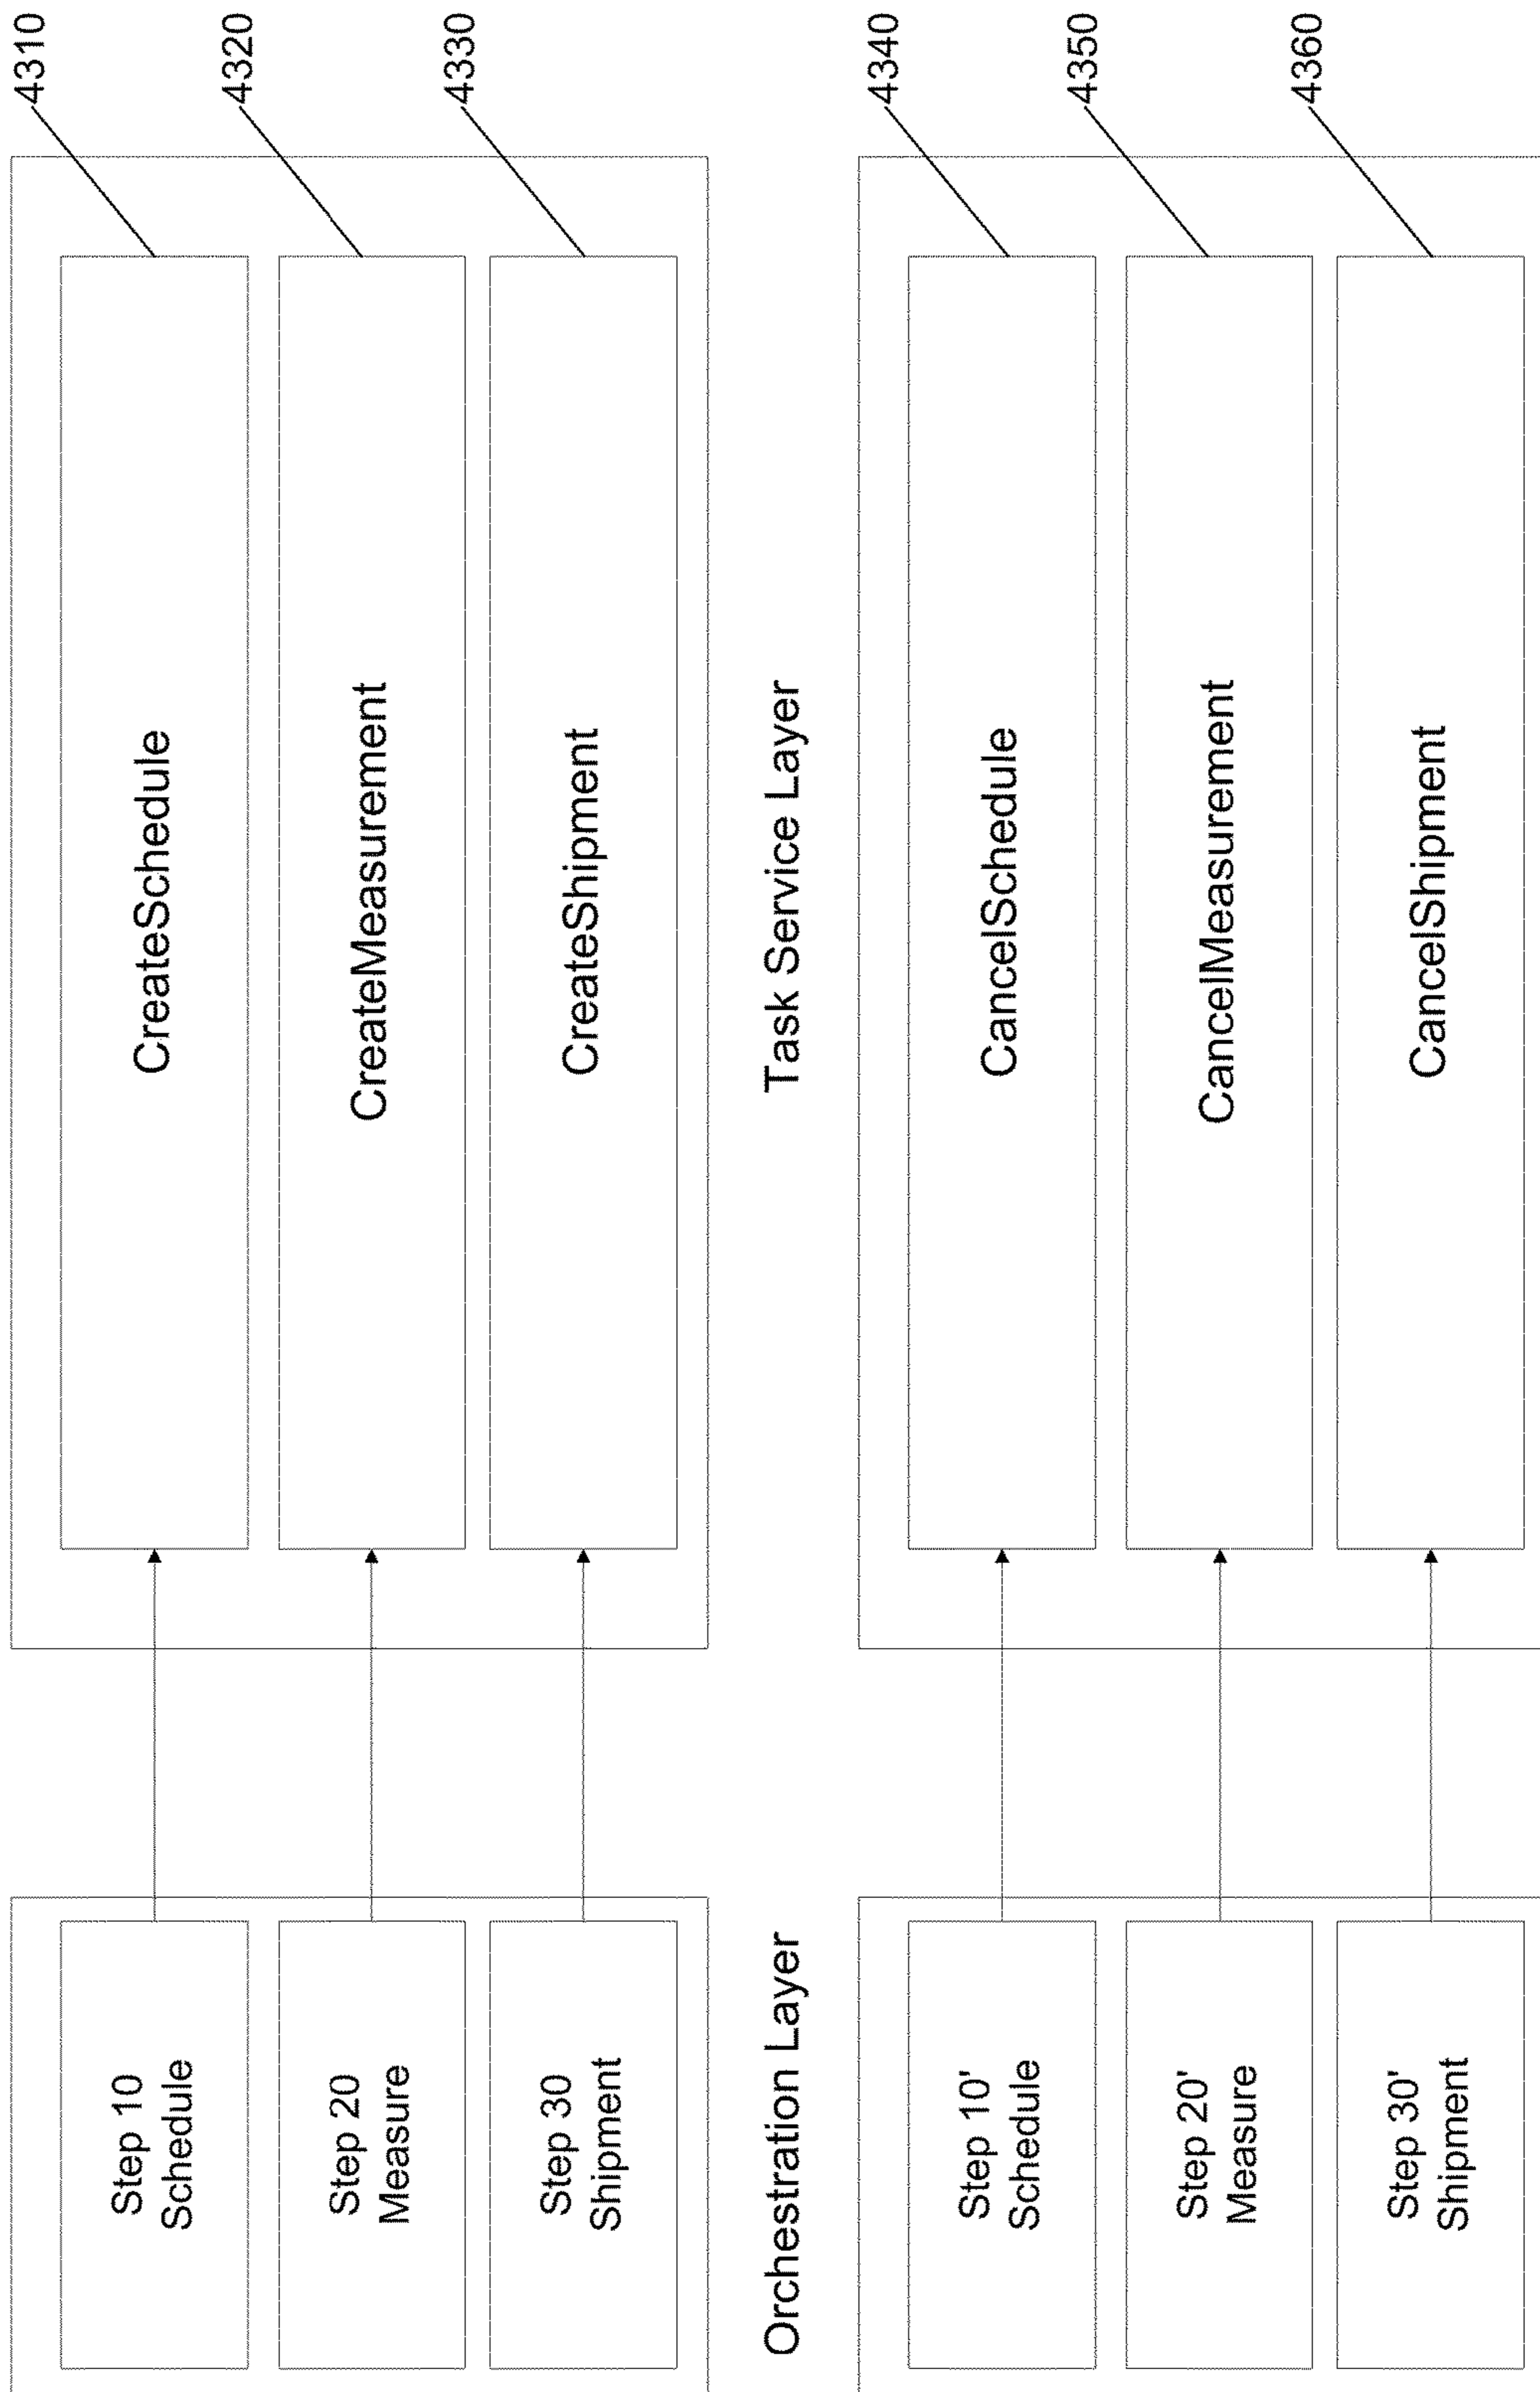 Step 10
Schedule
CreateSchedule
4310
Step 20
Measure
CreateMeasurement
4320
Step 30
Shipment
CreateShipment
4330
Orchestration Layer
Task Service Layer
Step 10'
Schedule
CancelSchedule
4340
Step 20'
Measure
CancelMeasurement
4350
Step 30'
Shipment
CancelShipment
4360